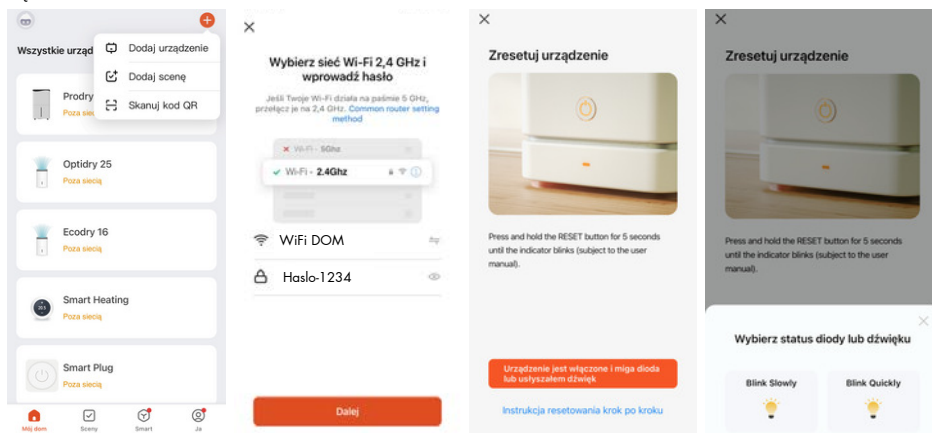 Wszystkie urząd
Dodaj urządzenie
Dodaj scenę
Skanuj kod QR
Prodry
Poza sie
Optidry 25
Poza siecią
Ecodry 16
Poza siecią
Smart Heating
Poza siecią
Smart Plug
Poza siecią
Mój dom
Sceny
Smart
Ja
Wybierz sieć Wi-Fi 2,4 GHz i
wprowadź hasło
Jeśli Twoje Wi-Fi działa na paśmie 5 GHz,
przełącz je na 2,4 GHz. Common router setting
method
Wi-Fi - 5Ghz
Wi-Fi - 2.4Ghz
WiFi DOM
Haslo-1234
Dalej
Zresetuj urządzenie
Press and hold the RESET button for 5 seconds
until the indicator blinks (subject to the user
manual).
Urządzenie jest włączone i miga dioda
lub usłyszałem dźwięk
Instrukcja resetowania krok po kroku
Zresetuj urządzenie
Press and hold the RESET button for 5 seconds
until the indicator blinks (subject to the user
manual).
Wybierz status diody lub dźwięku
Blink Slowly
Blink Quickly